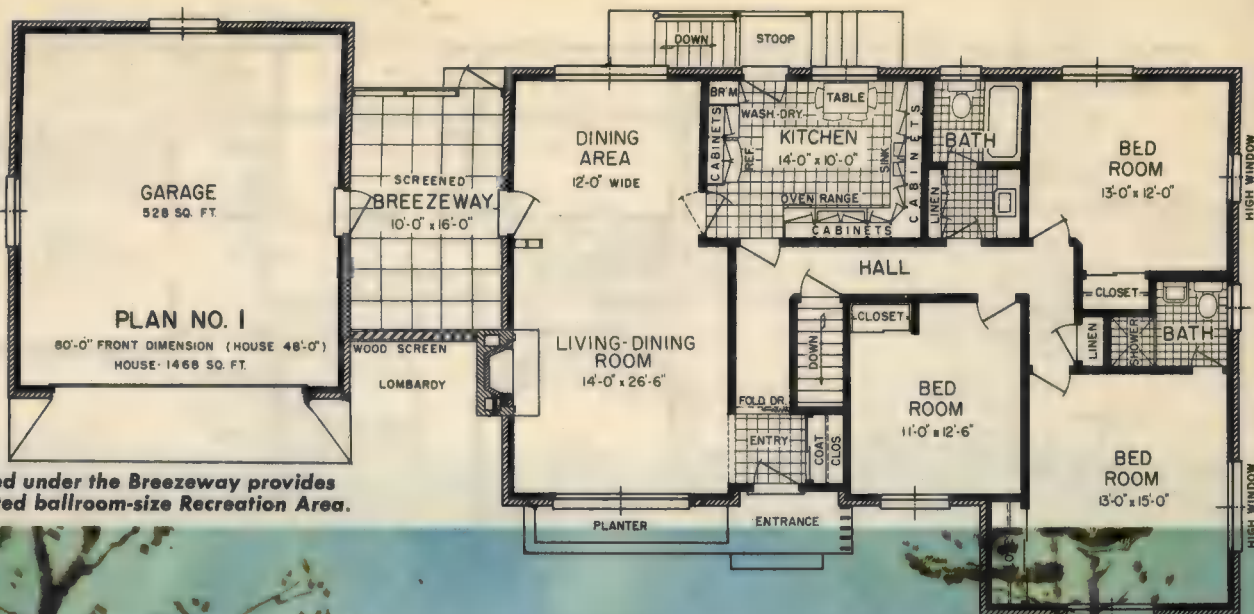 GARAGE
528 SQ. FT.
PLAN NO. 1
80'-0" FRONT DIMENSION (HOUSE 48'-0")
HOUSE· 1468 SQ. FT.
SCREENED
BREEZEWAY
10'-0" x 16'-0"
WOOD SCREEN
LOMBARDY
DOWN
STOOP
DINING
AREA
12'-0" WIDE
LIVING-DINING
ROOM
14'-0" x 26'-6"
BR'M
TABLE
WASH-DRY
KITCHEN
14'-0" x 10'-0"
CABINETS
REF.
SINK
CABINETS
OVEN RANGE
CABINETS
BATH
LINEN
BED
ROOM
13'-0" x 12'-0"
HIGH WINDOW
HALL
CLOSET
CLOSET
DOWN
LINEN
SHOWER
BATH
BED
ROOM
11'-0" x 12'-6"
FOLD DR.
ENTRY
COAT
CLOS
BED
ROOM
13'-0" x 15'-0"
HIGH WINDOW
PLANTER
ENTRANCE
ed under the Breezeway provides
ted ballroom-size Recreation Area.